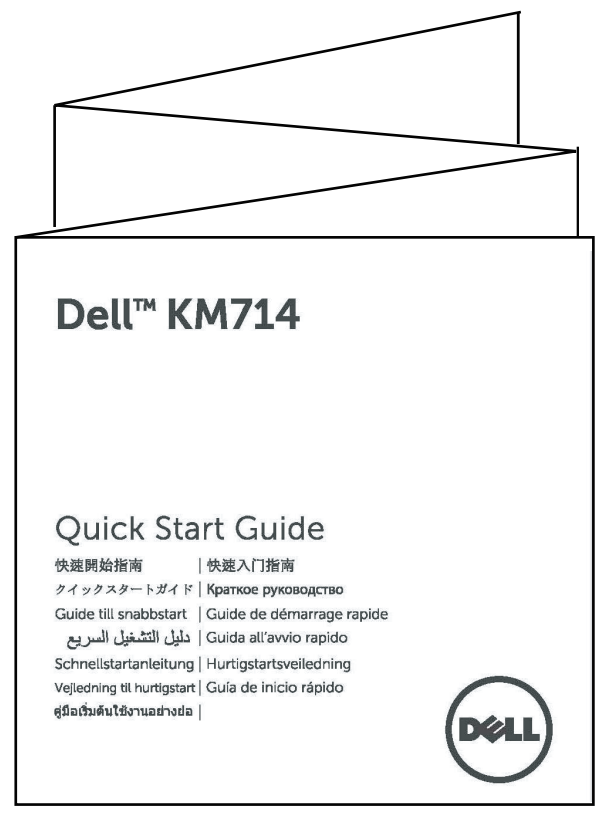 Dell™ KM714
Quick Start Guide
快速開始指南 | 快速入门指南
クイックスタートガイド | Краткое руководство
Guide till snabbstart | Guide de démarrage rapide
دليل التشغيل السريع | Guida all'avvio rapido
Schnellstartanleitung | Hurtigstartsveiledning
Vejledning til hurtigstart | Guía de inicio rápido
คู่มือเริ่มต้นใช้งานอย่างย่อ |
DELL